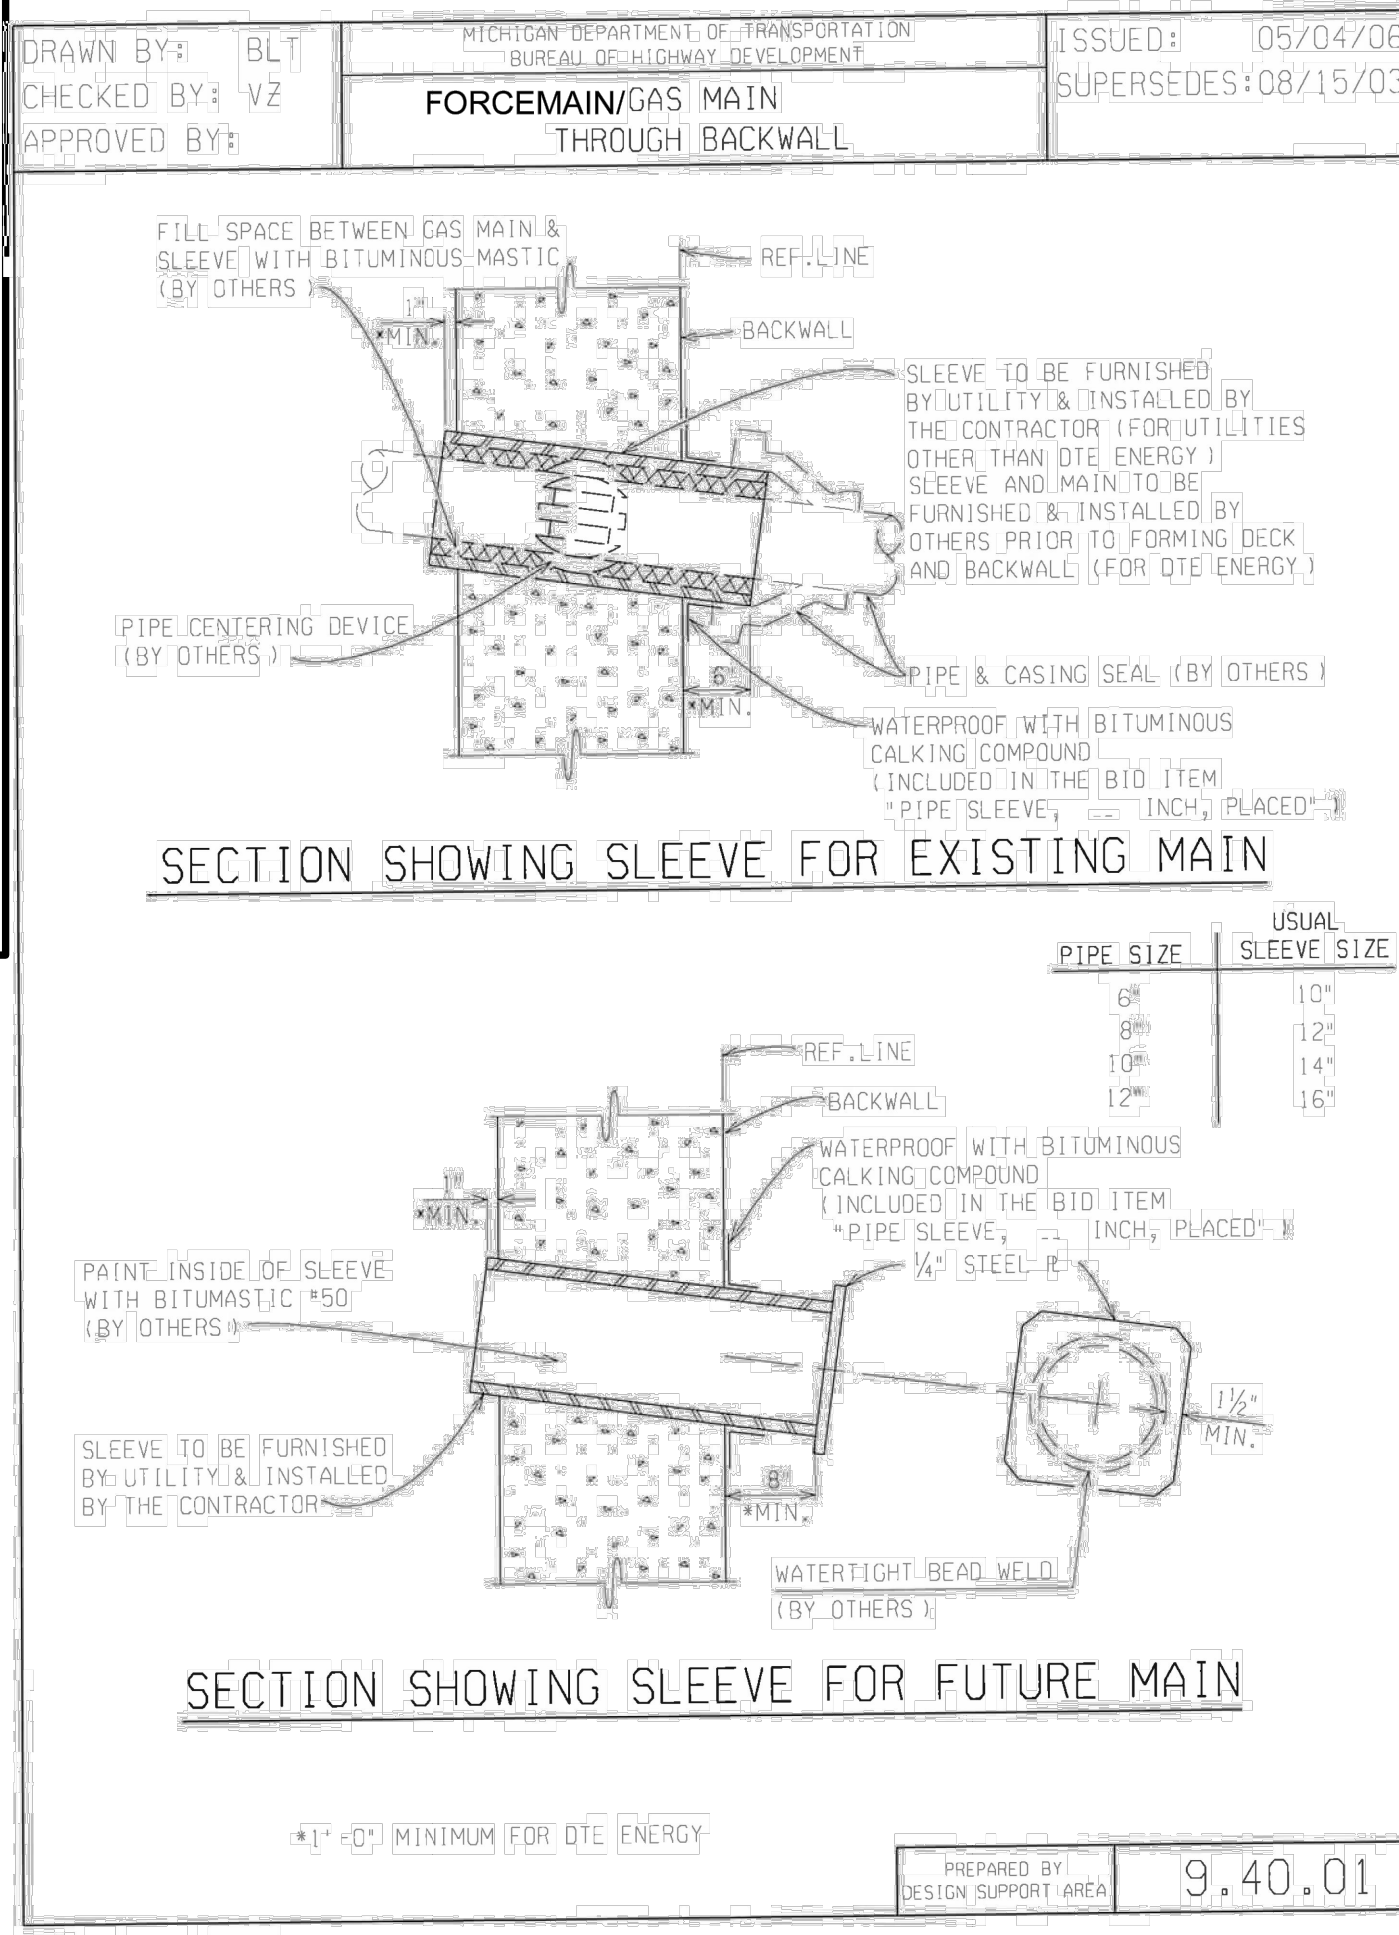 DRAWN BY: BLT
CHECKED BY: VZ
APPROVED BY:
MICHIGAN DEPARTMENT OF TRANSPORTATION
BUREAU OF HIGHWAY DEVELOPMENT
FORCEMAIN/GAS MAIN
THROUGH BACKWALL
ISSUED: 05/04/06
SUPERSEDES: 08/15/03
FILL SPACE BETWEEN GAS MAIN &
SLEEVE WITH BITUMINOUS MASTIC
(BY OTHERS)
1"
*MIN.
REF. LINE
BACKWALL
SLEEVE TO BE FURNISHED
BY UTILITY & INSTALLED BY
THE CONTRACTOR (FOR UTILITIES
OTHER THAN DTE ENERGY)
SLEEVE AND MAIN TO BE
FURNISHED & INSTALLED BY
OTHERS PRIOR TO FORMING DECK
AND BACKWALL (FOR DTE ENERGY)
PIPE CENTERING DEVICE
(BY OTHERS)
6"
*MIN.
PIPE & CASING SEAL (BY OTHERS)
WATERPROOF WITH BITUMINOUS
CALKING COMPOUND
(INCLUDED IN THE BID ITEM
"PIPE SLEEVE, __ INCH, PLACED")
SECTION SHOWING SLEEVE FOR EXISTING MAIN
PIPE SIZE USUAL SLEEVE SIZE
6" 10"
8" 12"
10" 14"
12" 16"
REF. LINE
BACKWALL
WATERPROOF WITH BITUMINOUS
CALKING COMPOUND
(INCLUDED IN THE BID ITEM
"PIPE SLEEVE, __ INCH, PLACED")
1/4" STEEL PL
1"
*MIN.
PAINT INSIDE OF SLEEVE
WITH BITUMASTIC #50
(BY OTHERS)
SLEEVE TO BE FURNISHED
BY UTILITY & INSTALLED
BY THE CONTRACTOR
8"
*MIN.
1 1/2"
MIN.
WATERTIGHT BEAD WELD
(BY OTHERS)
SECTION SHOWING SLEEVE FOR FUTURE MAIN
*1'-0" MINIMUM FOR DTE ENERGY
PREPARED BY
DESIGN SUPPORT AREA
9.40.01